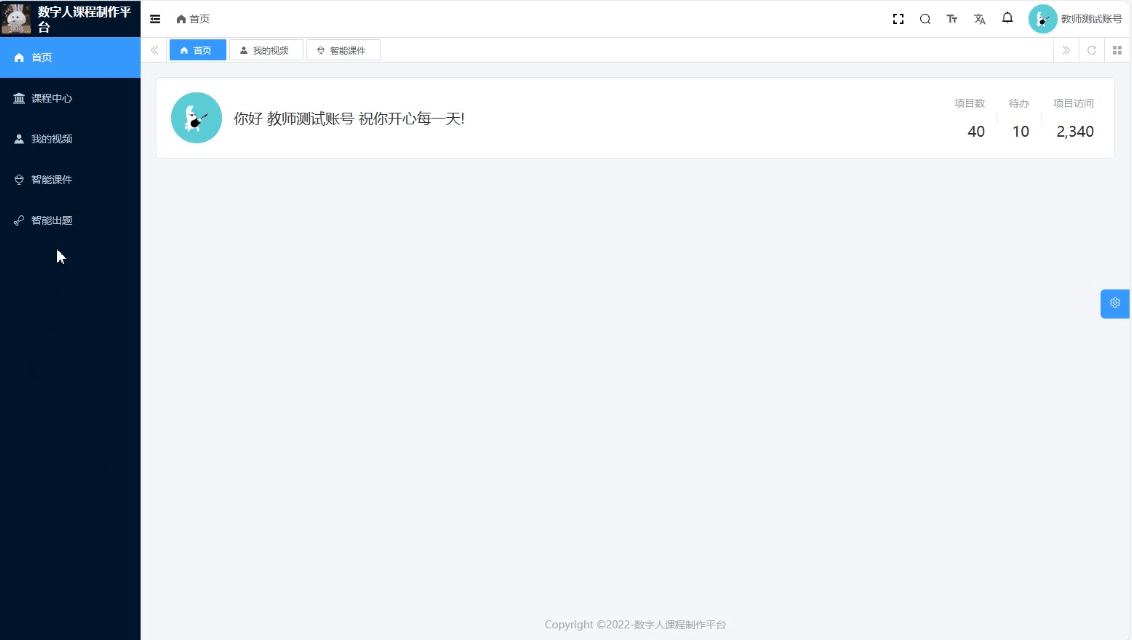 数字人课程制作平
台
首页
教师测试账号
首页
课程中心
我的视频
智能课件
智能出题
首页
我的视频
智能课件
你好 教师测试账号 祝你开心每一天!
项目数
待办
项目访问
40
10
2,340
Copyright ©2022-数字人课程制作平台